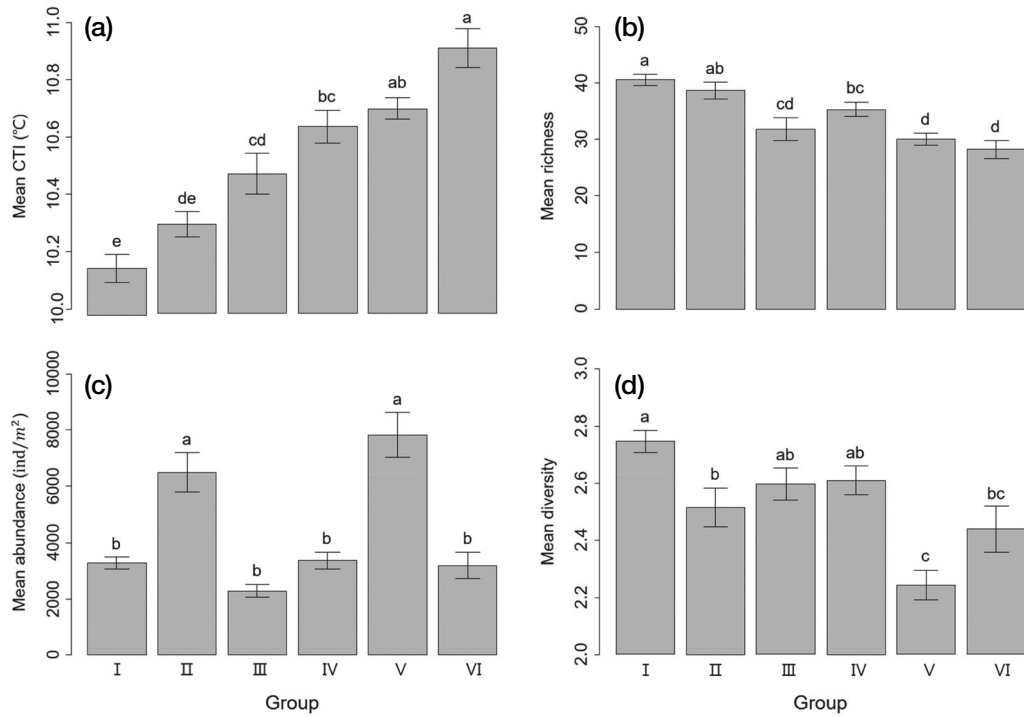 (a)
Mean CTI (℃)
11.0
10.8
10.6
10.4
10.2
10.0
e
de
cd
bc
ab
a
(b)
Mean richness
50
40
30
20
10
0
a
ab
cd
bc
d
d
(c)
Mean abundance (ind/m²)
10000
8000
6000
4000
2000
0
b
a
b
b
a
b
I II III IV V VI
Group
(d)
Mean diversity
3.0
2.8
2.6
2.4
2.2
2.0
a
b
ab
ab
c
bc
I II III IV V VI
Group